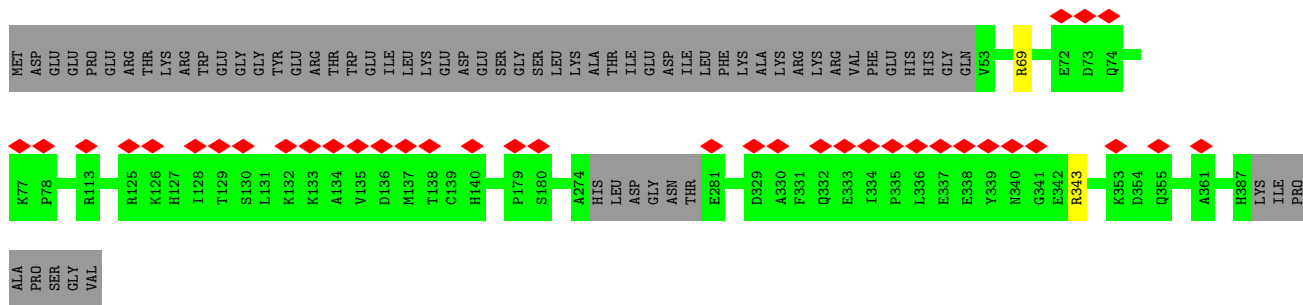 MET ASP GLU GLU PRO GLU ARG THR LYS ARG TRP GLU GLY GLY TYR GLU ARG THR TRP GLU ILE LEU LYS GLU ASP GLU SER GLY SER LEU LYS ALA THR ILE GLU ASP ILE LEU PHE LYS ALA LYS ARG LYS ARG VAL PHE GLU HIS HIS GLY GLN V53 R69 E72 D73 Q74
K77 P78 R113 R125 K126 H127 I128 T129 S130 L131 K132 K133 A134 V135 D136 M137 T138 C139 H140 P179 S180 A274 HIS LEU ASP GLY ASN THR E281 D329 A330 F331 Q332 E333 I334 P335 L336 E337 E338 Y339 N340 G341 E342 R343 K353 D354 Q355 A361 H387 LYS ILE PRO
ALA PRO SER GLY VAL